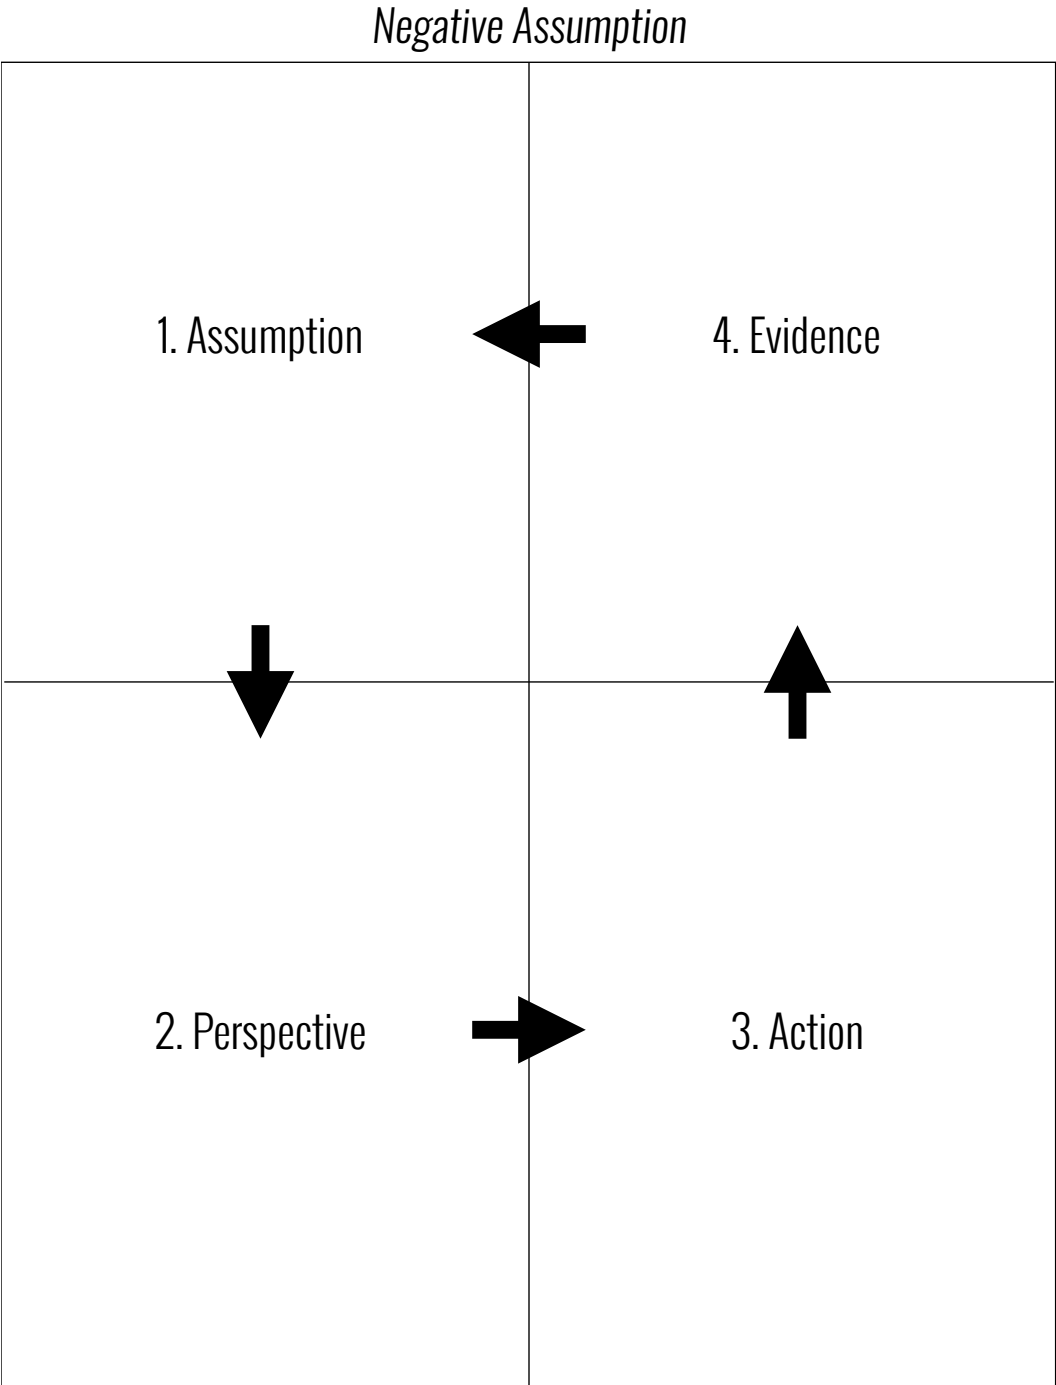 Negative Assumption
1. Assumption
4. Evidence
2. Perspective
3. Action